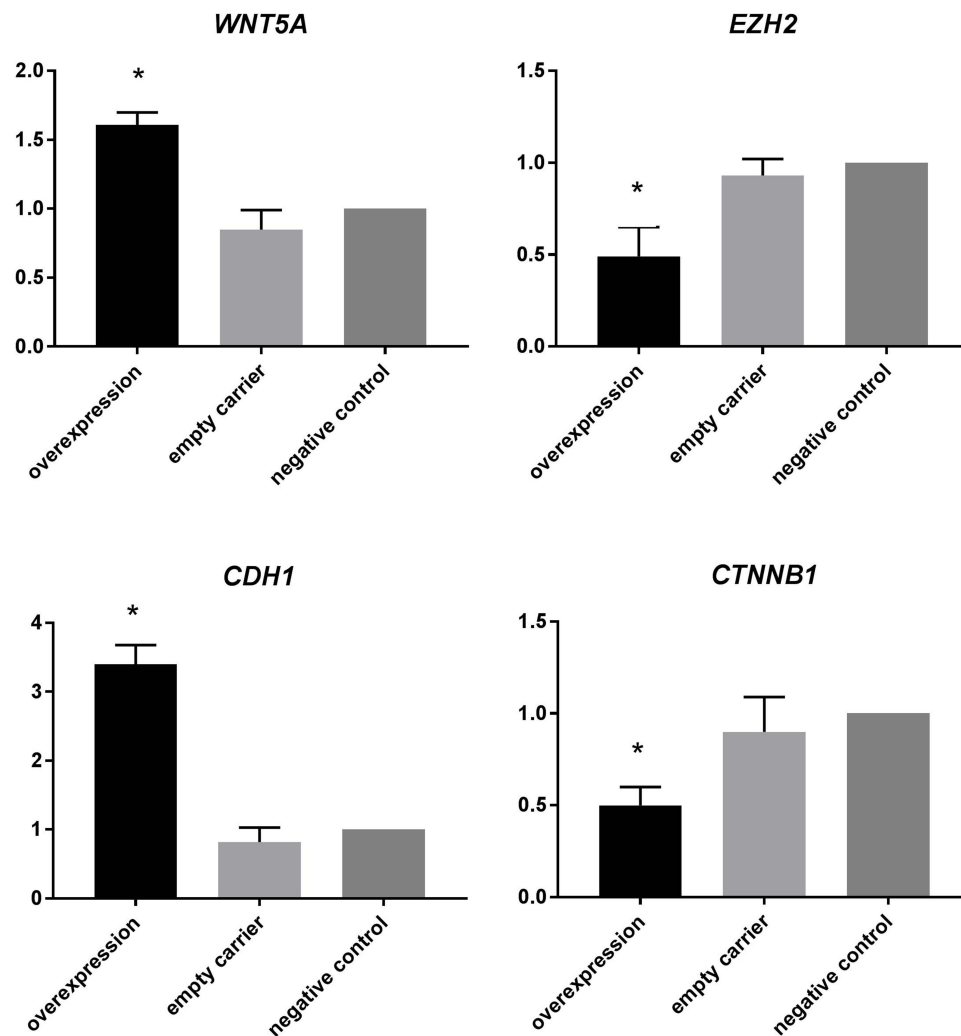 WNT5A
*
2.0
1.5
1.0
0.5
0.0
overexpression
empty carrier
negative control
EZH2
*
1.5
1.0
0.5
0.0
overexpression
empty carrier
negative control
CDH1
*
4
3
2
1
0
overexpression
empty carrier
negative control
CTNNB1
*
1.5
1.0
0.5
0.0
overexpression
empty carrier
negative control